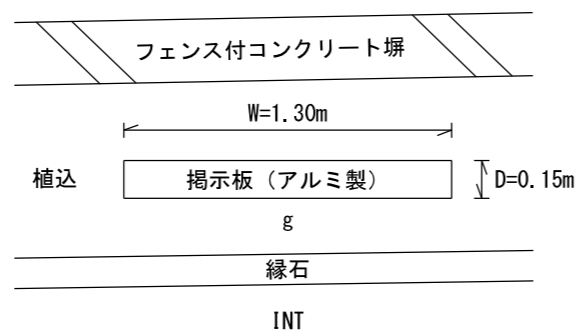 フェンス付コンクリート塀
W=1.30m
植込
掲示板（アルミ製）
D=0.15m
g
縁石
INT